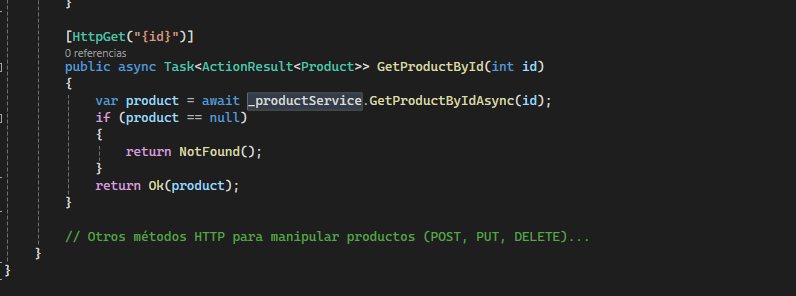 }
[HttpGet("{id}")]
0 referencias
public async Task<ActionResult<Product>> GetProductById(int id)
{
var product = await _productService.GetProductByIdAsync(id);
if (product == null)
{
return NotFound();
}
return Ok(product);
}
// Otros métodos HTTP para manipular productos (POST, PUT, DELETE)...
}
}